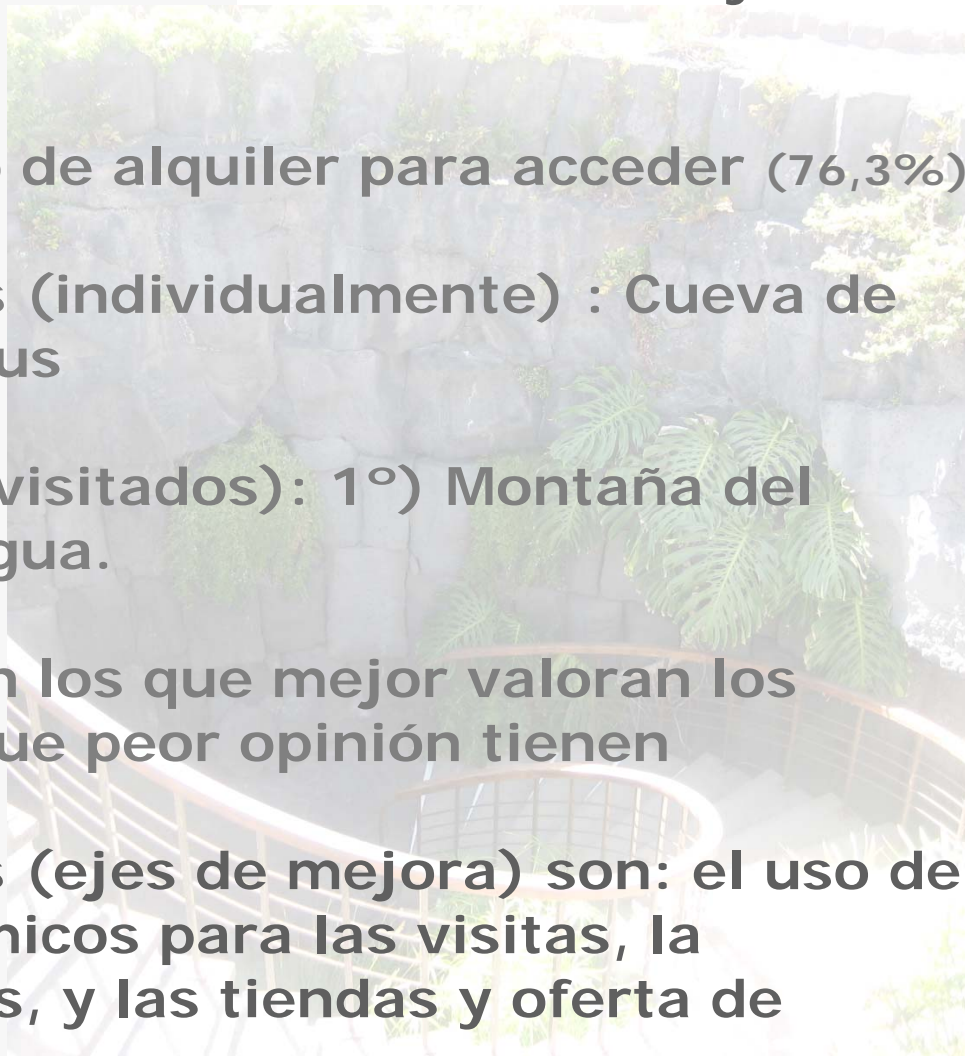 de alquiler para acceder (76,3%)
(individualmente) : Cueva de
us
visitados): 1º) Montaña del
gua.
los que mejor valoran los
ue peor opinión tienen
(ejes de mejora) son: el uso de
nicos para las visitas, la
s, y las tiendas y oferta de